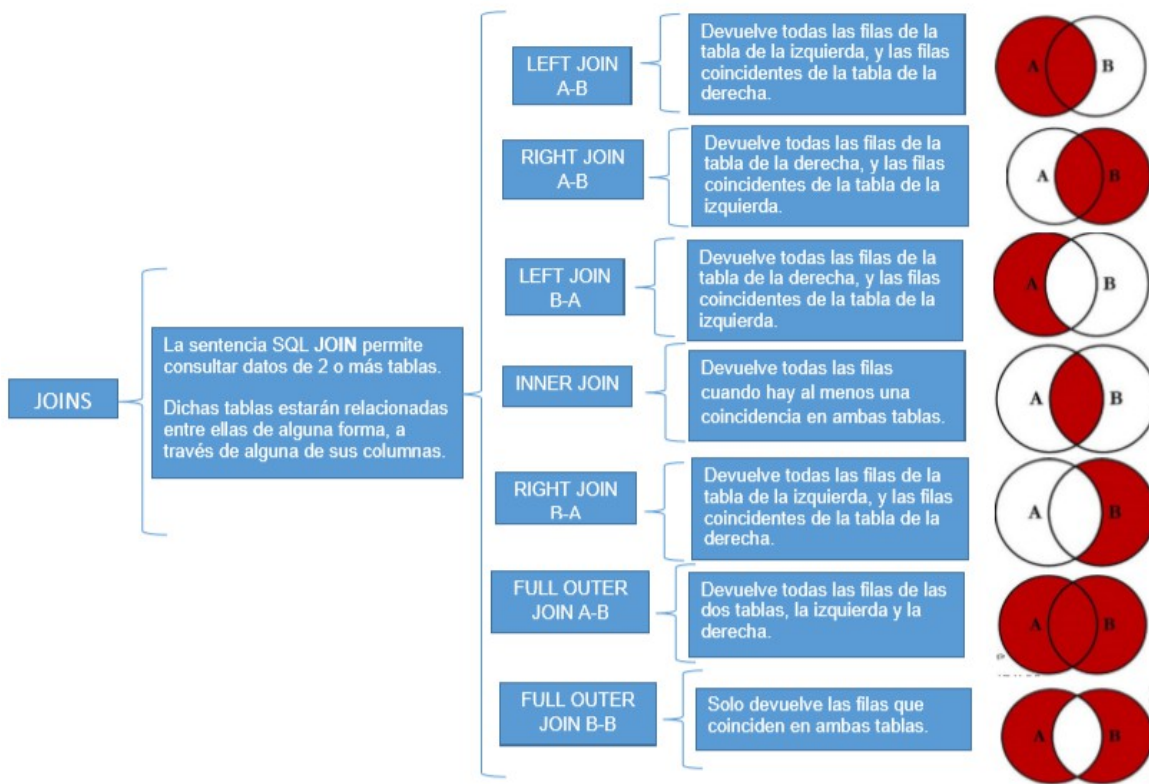 JOINS
La sentencia SQL JOIN permite
consultar datos de 2 o más tablas.
Dichas tablas estarán relacionadas
entre ellas de alguna forma, a
través de alguna de sus columnas.
LEFT JOIN
A-B
Devuelve todas las filas de la
tabla de la izquierda, y las filas
coincidentes de la tabla de la
derecha.
A B
RIGHT JOIN
A-B
Devuelve todas las filas de la
tabla de la derecha, y las filas
coincidentes de la tabla de la
izquierda.
A B
LEFT JOIN
B-A
Devuelve todas las filas de la
tabla de la derecha, y las filas
coincidentes de la tabla de la
izquierda.
A B
INNER JOIN
Devuelve todas las filas
cuando hay al menos una
coincidencia en ambas tablas.
A B
RIGHT JOIN
B-A
Devuelve todas las filas de la
tabla de la izquierda, y las filas
coincidentes de la tabla de la
derecha.
A B
FULL OUTER
JOIN A-B
Devuelve todas las filas de las
dos tablas, la izquierda y la
derecha.
A B
FULL OUTER
JOIN B-B
Solo devuelve las filas que
coinciden en ambas tablas.
A B